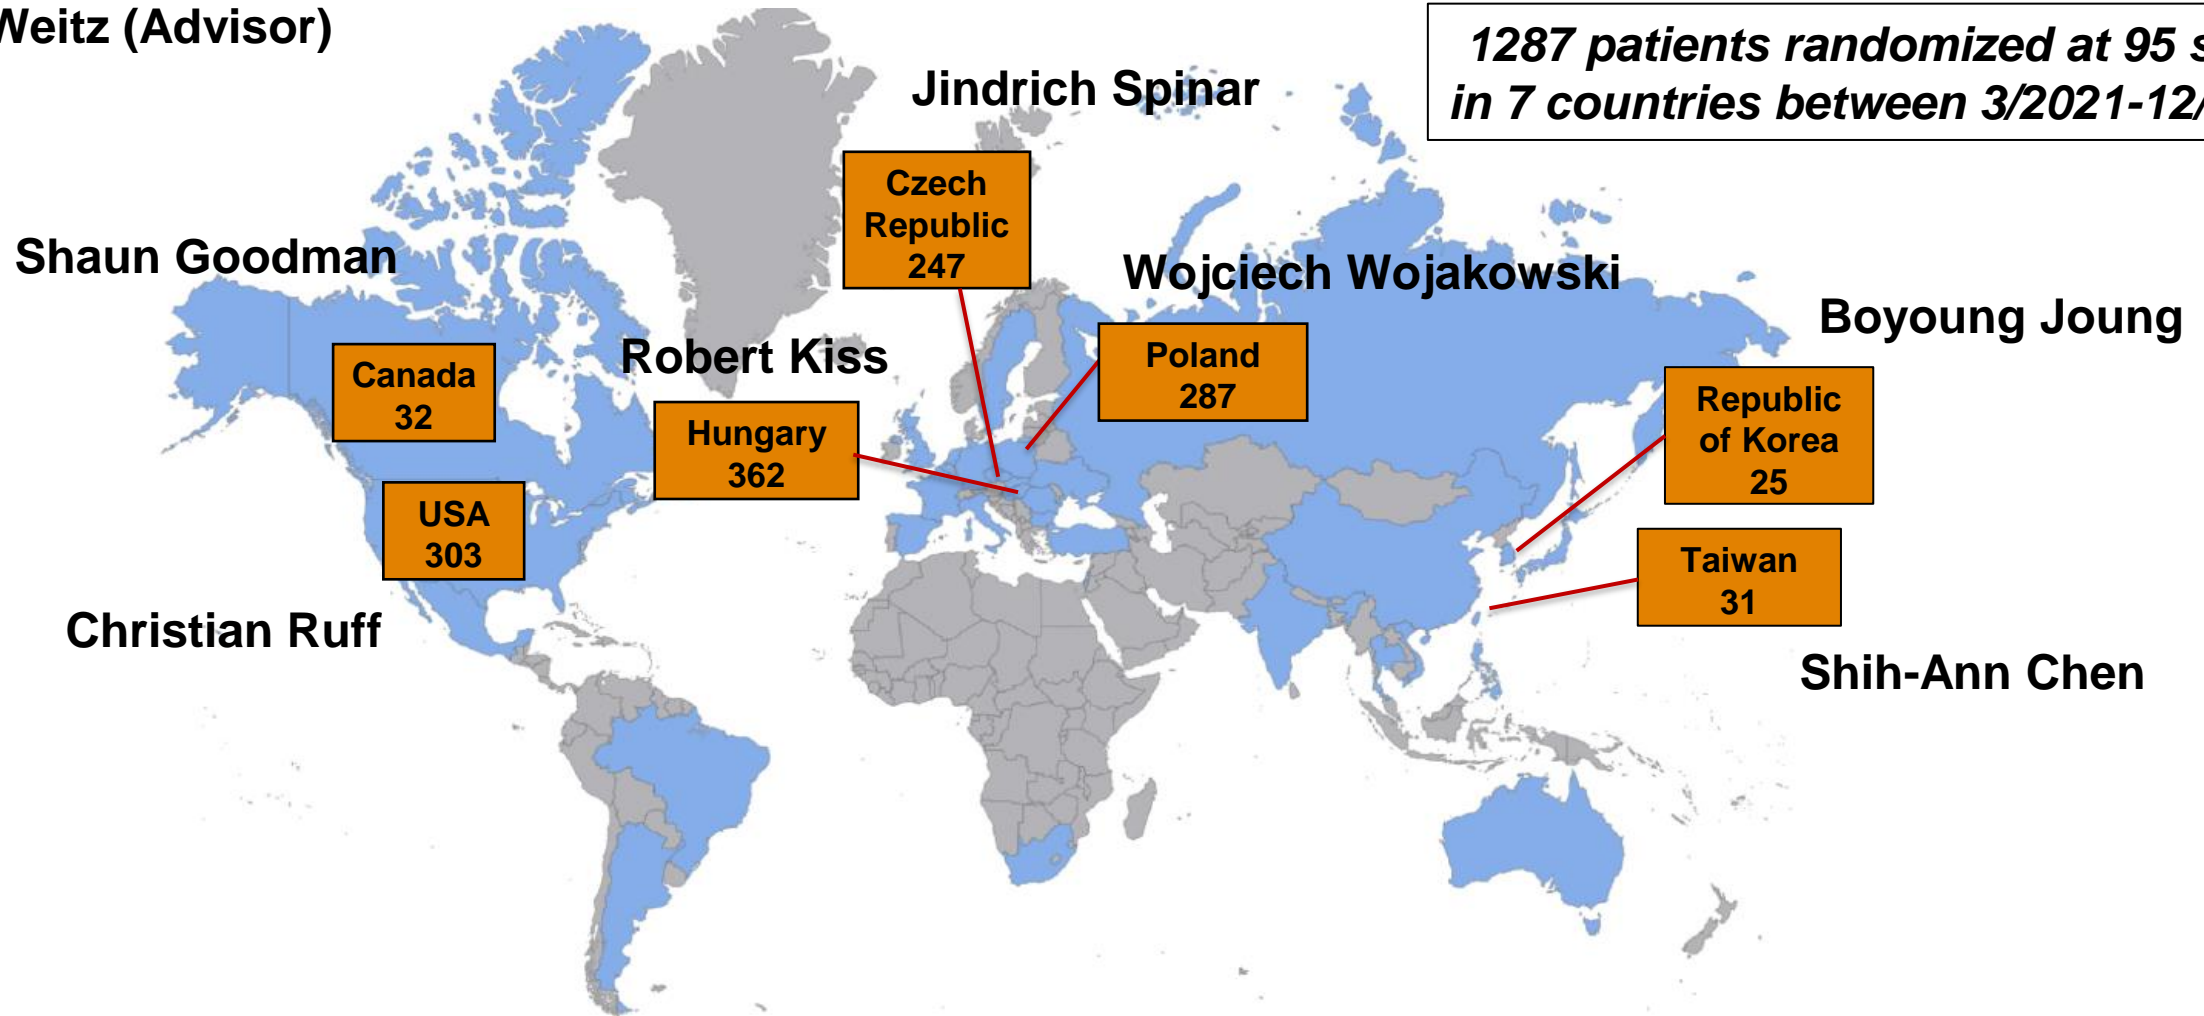 Weitz (Advisor)
1287 patients randomized at 95
in 7 countries between 3/2021-12/
Jindrich Spinar
Czech
Republic
247
Shaun Goodman
Wojciech Wojakowski
Boyoung Joung
Robert Kiss
Canada
32
Poland
287
Republic
of Korea
25
Hungary
362
USA
303
Taiwan
31
Christian Ruff
Shih-Ann Chen